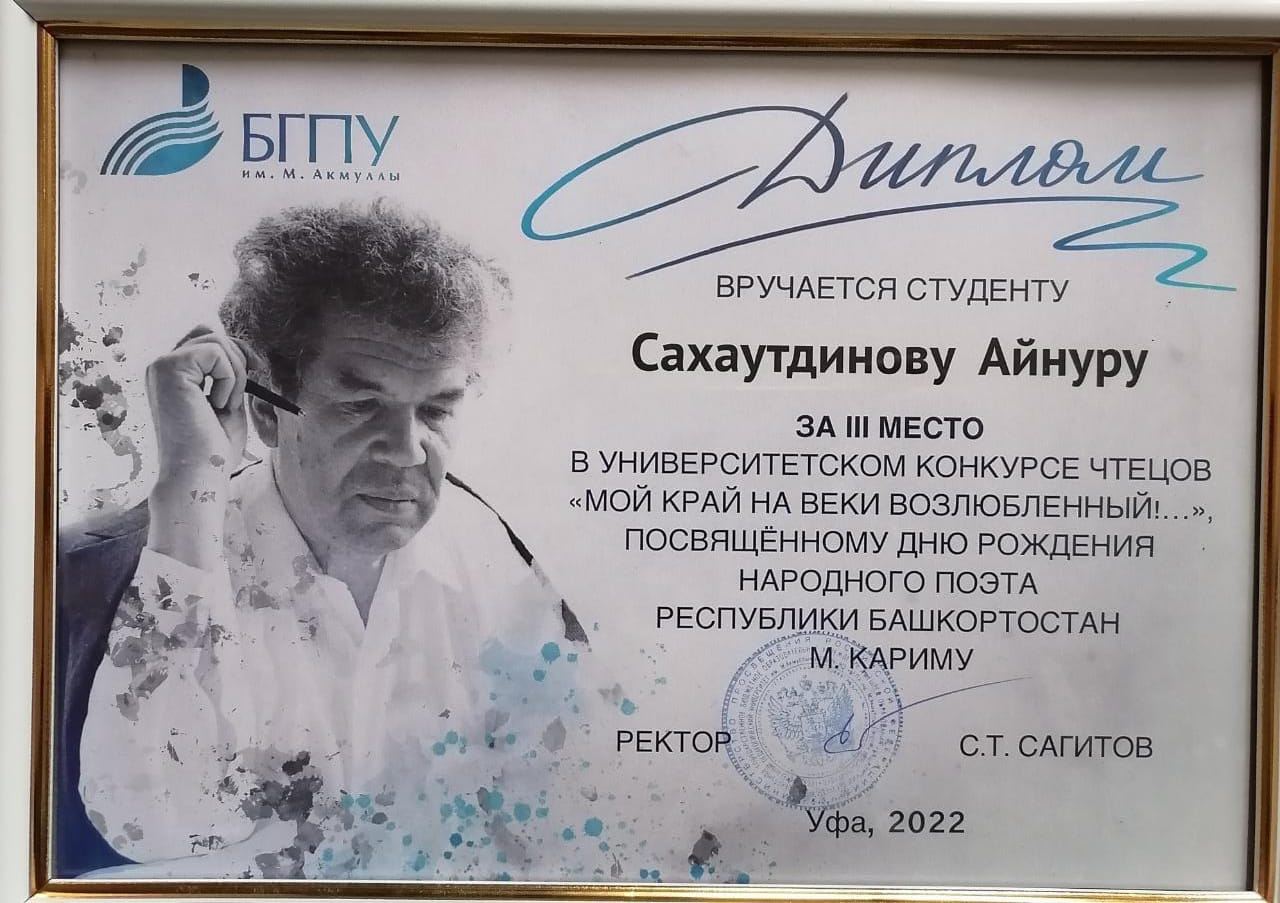 БГПУ
им. М. Акмуллы
Диплом
ВРУЧАЕТСЯ СТУДЕНТУ
Сахаутдинову Айнуру
ЗА III МЕСТО
В УНИВЕРСИТЕТСКОМ КОНКУРСЕ ЧТЕЦОВ
«МОЙ КРАЙ НА ВЕКИ ВОЗЛЮБЛЕННЫЙ!...»,
ПОСВЯЩЁННОМУ ДНЮ РОЖДЕНИЯ
НАРОДНОГО ПОЭТА
РЕСПУБЛИКИ БАШКОРТОСТАН
М. КАРИМУ
РЕКТОР С.Т. САГИТОВ
Уфа, 2022